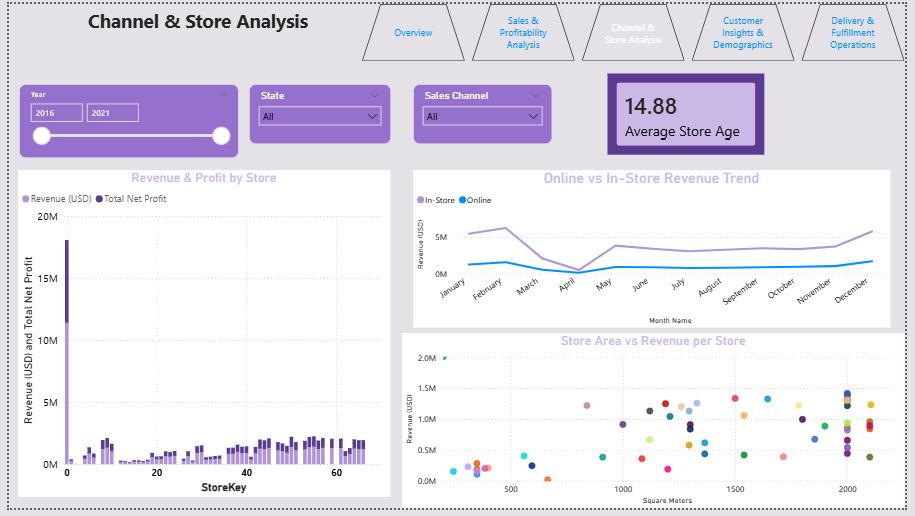 Channel & Store Analysis
Overview
Sales &
Profitability
Analysis
Channel &
Store Analysis
Customer
Insights &
Demographics
Delivery &
Fulfillment
Operations
Year
2016
2021
State
All
Sales Channel
All
14.88
Average Store Age
Revenue & Profit by Store
Revenue (USD)
Total Net Profit
Revenue (USD) and Total Net Profit
20M
15M
10M
5M
0M
0
20
40
60
StoreKey
Online vs In-Store Revenue Trend
In-Store
Online
Revenue (USD)
5M
0M
January
February
March
April
May
June
July
August
September
October
November
December
Month Name
Store Area vs Revenue per Store
Revenue (USD)
2.0M
1.5M
1.0M
0.5M
0.0M
500
1000
1500
2000
Square Meters